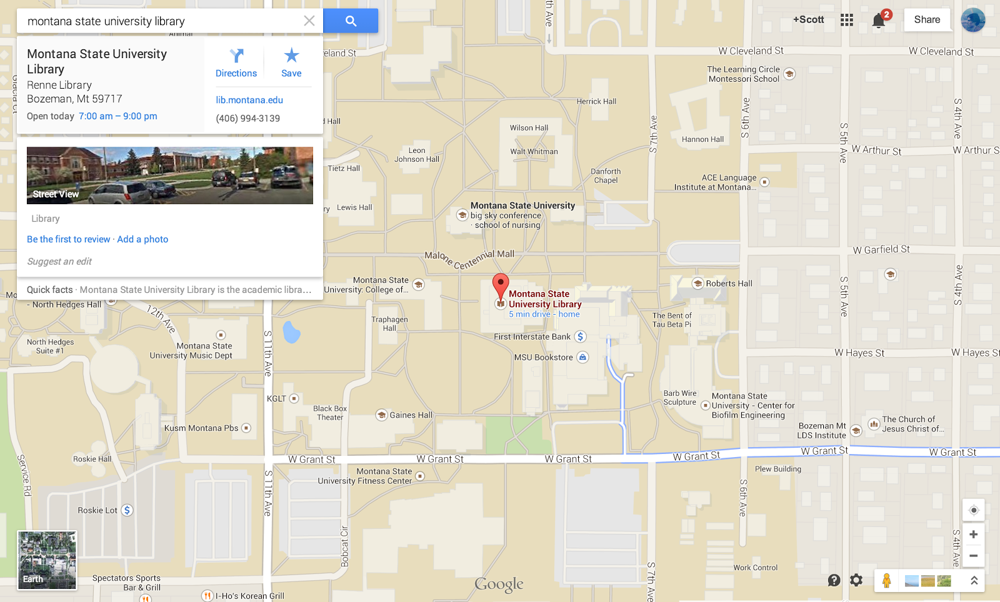 montana state university library
+Scott
2
Share
Montana State University
Library
Renne Library
Bozeman, Mt 59717
Open today 7:00 am – 9:00 pm
Directions
Save
lib.montana.edu
(406) 994-3139
Street View
Library
Be the first to review · Add a photo
Suggest an edit
Quick facts · Montana State University Library is the academic libra...
W Cleveland St
W Cleveland St
eland St
The Learning Circle
Montessori School
Herrick Hall
Wilson Hall
Walt Whitman
Hannon Hall
Leon
Johnson Hall
d Hall
Tietz Hall
Danforth
Chapel
ACE Language
Institute at Montana...
W Arthur St
W Arthur S
S 7th Ave
S 6th Ave
S 5th Ave
S 4th Ave
th Ave
ry
Lewis Hall
Montana State University
big sky conference
· school of nursing
Malone Centennial Mall
W Garfield St
Montana State
University: College of...
Montana State
University Library
5 min drive - home
Roberts Hall
Mo
- North Hedges Hall
12th Ave
Traphagen
Hall
The Bent of
Tau Beta Pi
First Interstate Bank
MSU Bookstore
S 5th Ave
S 4th Ave
North Hedges
Suite #1
Montana State
University Music Dept
S 11th Ave
W Hayes St
W Hayes St
KGLT
Black Box
Theater
Gaines Hall
Kusm Montana Pbs
Barb Wire
Sculpture
Montana State
University - Center for
Biofilm Engineering
Bozeman Mt
LDS Institute
The Church of
Jesus Christ of...
Roskie Hall
Service Rd
W Grant St
W Grant St
W Grant St
W Grant St
W Grant St
W Grant St
Montana State
University Fitness Center
Plew Building
S 11th Ave
S 6th Ave
Roskie Lot
Bobcat Cir
S 7th Ave
S 4th Ave
Work Control
Earth
Spectators Sports
Bar & Grill
I-Ho's Korean Grill
Google